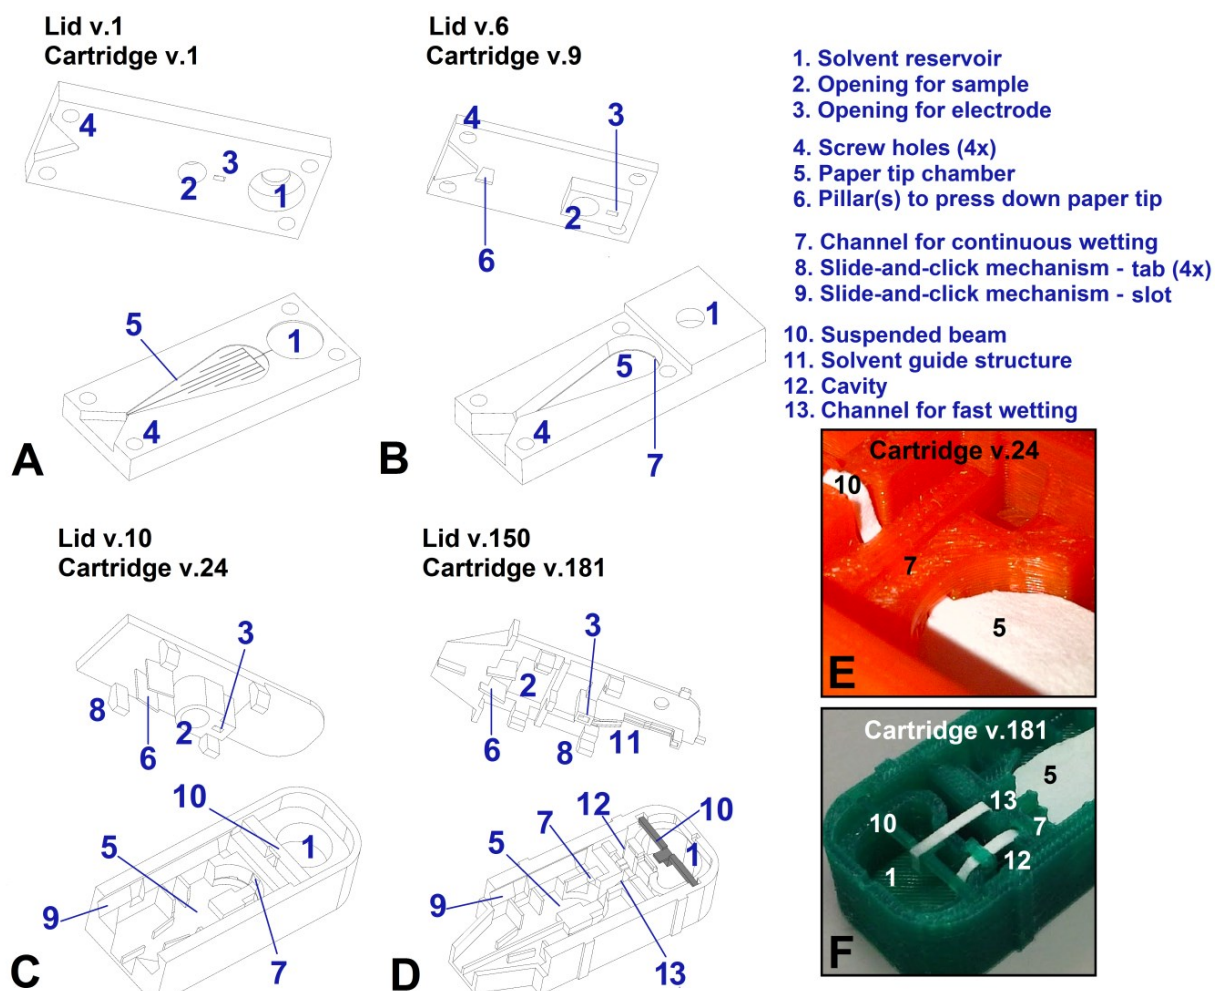 Lid v.1
Cartridge v.1
4
3
2
1
5
1
4
A
Lid v.6
Cartridge v.9
4
3
2
6
1
5
4
7
B
1. Solvent reservoir
2. Opening for sample
3. Opening for electrode
4. Screw holes (4x)
5. Paper tip chamber
6. Pillar(s) to press down paper tip
7. Channel for continuous wetting
8. Slide-and-click mechanism - tab (4x)
9. Slide-and-click mechanism - slot
10. Suspended beam
11. Solvent guide structure
12. Cavity
13. Channel for fast wetting
Lid v.10
Cartridge v.24
3
8
6
2
10
5
1
9
7
C
Lid v.150
Cartridge v.181
3
2
6
8
11
12
10
7
5
1
9
13
D
Cartridge v.24
10
7
5
E
Cartridge v.181
5
13
10
7
12
1
F